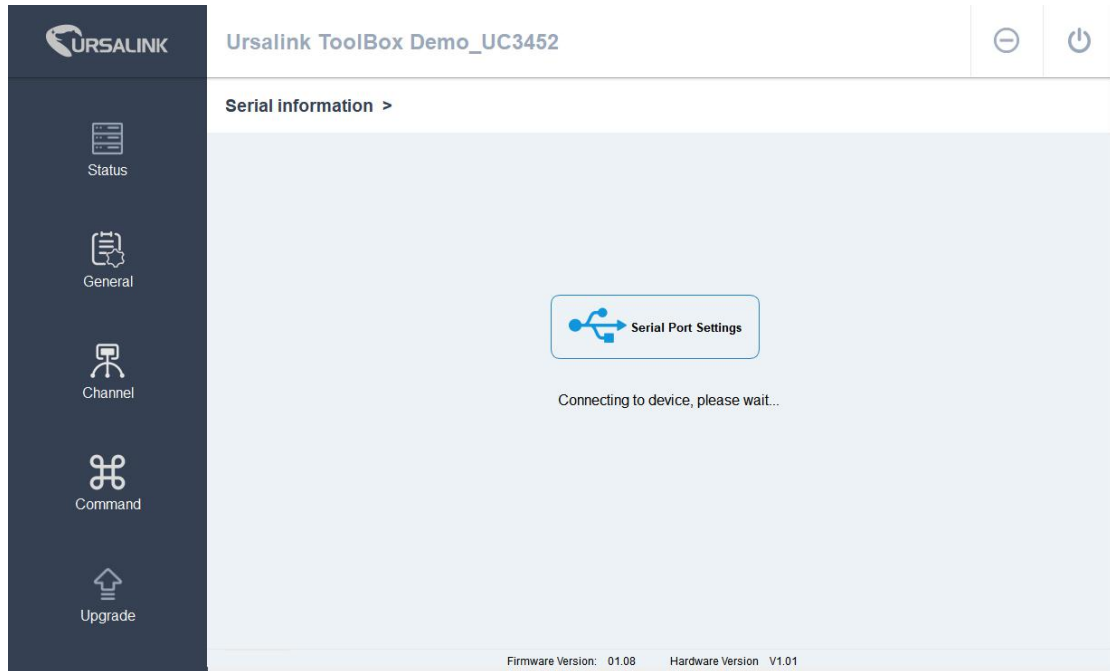 URSALINK
Ursalink ToolBox Demo_UC3452
Serial information >
Status
General
Channel
Command
Upgrade
Serial Port Settings
Connecting to device, please wait...
Firmware Version: 01.08 Hardware Version V1.01